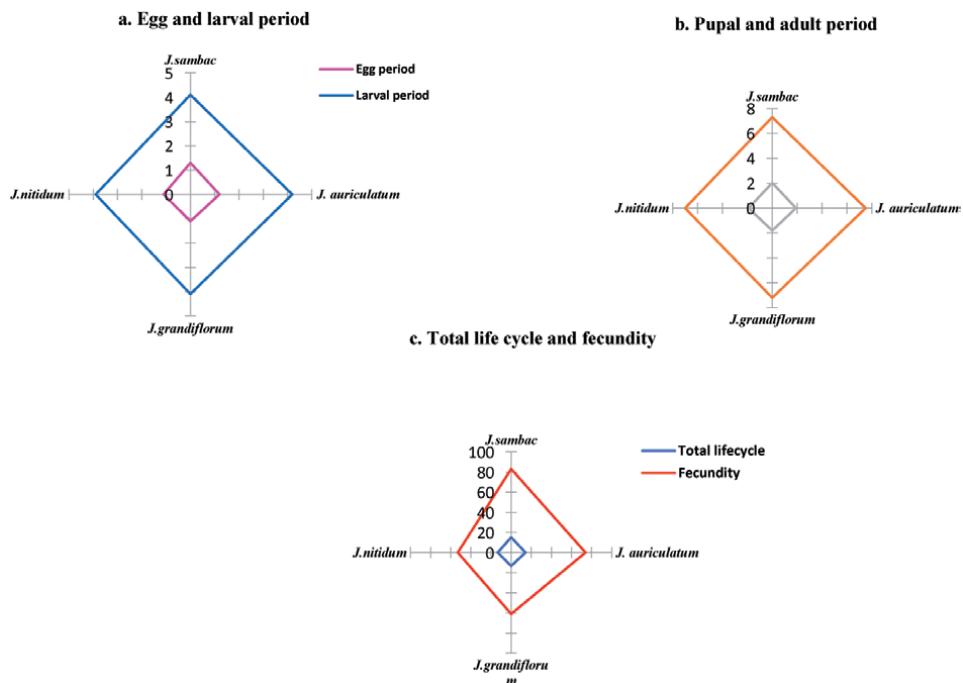 a. Egg and larval period
J.sambac
5
4
3
2
1
0
Egg period
Larval period
J.nitidum
J. auriculatum
J.grandiflorum
b. Pupal and adult period
J.sambac
8
6
4
2
0
J.nitidum
J. auriculatum
J.grandiflorum
c. Total life cycle and fecundity
J.sambac
100
80
60
40
20
0
Total lifecycle
Fecundity
J.nitidum
J. auriculatum
J.grandifloru
m